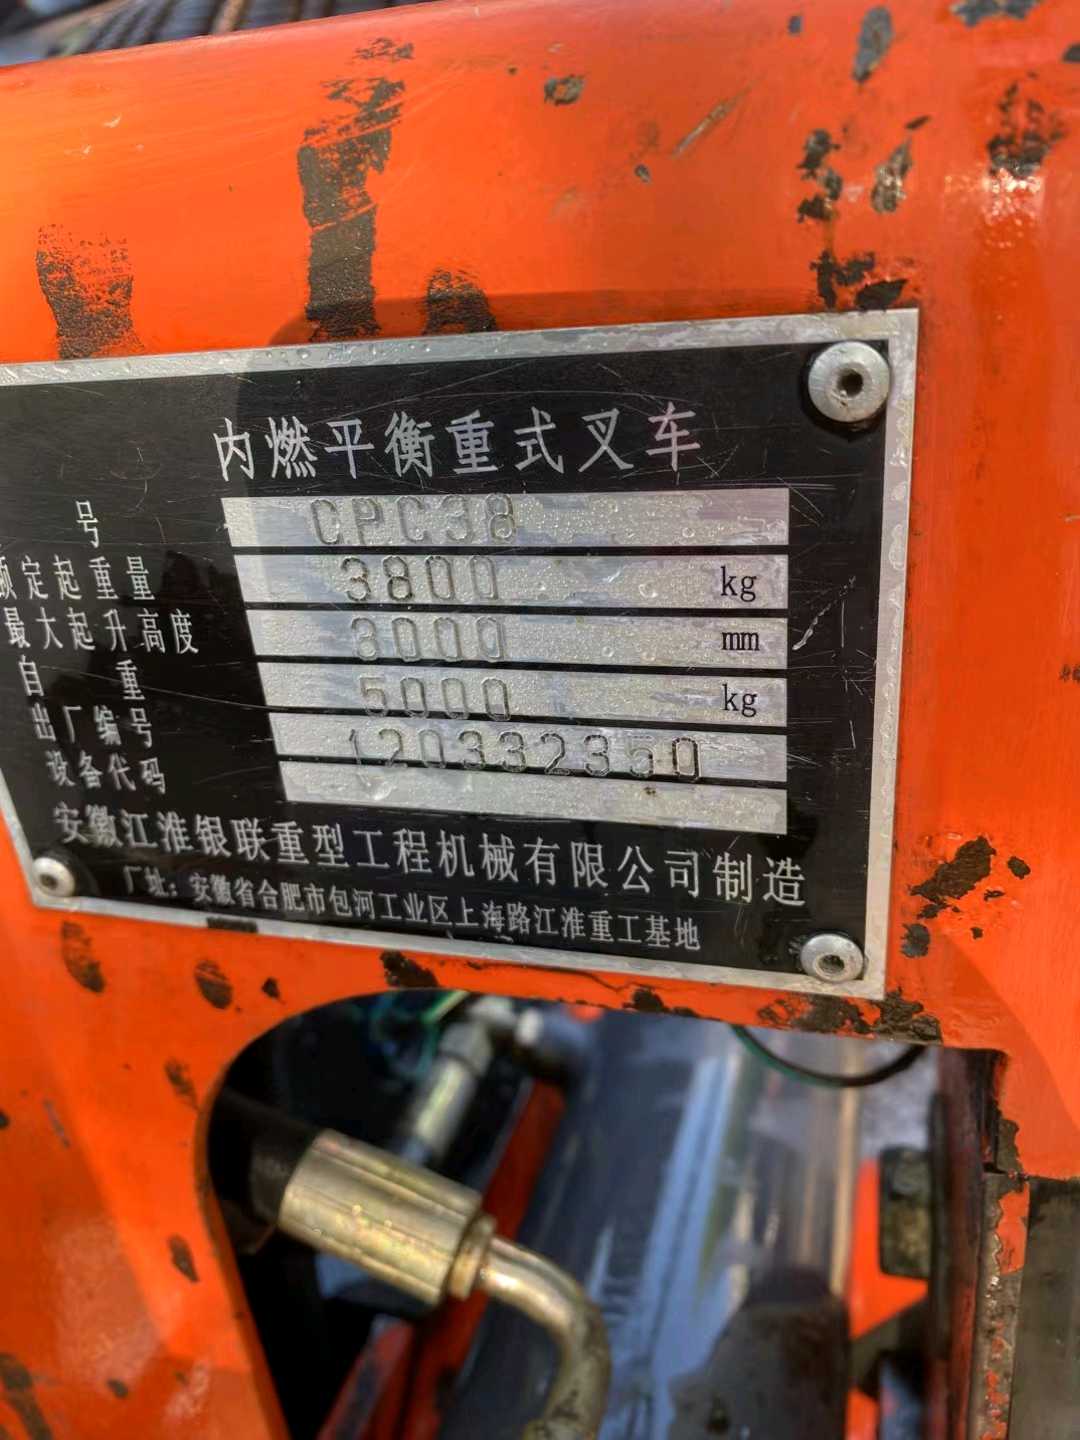 内燃平衡重式叉车
号 CPC38
额定起重量 3800 kg
最大起升高度 3000 mm
自重 5000 kg
出厂编号 120332350
设备代码
安徽江淮银联重型工程机械有限公司制造
厂址：安徽省合肥市包河工业区上海路江淮重工基地